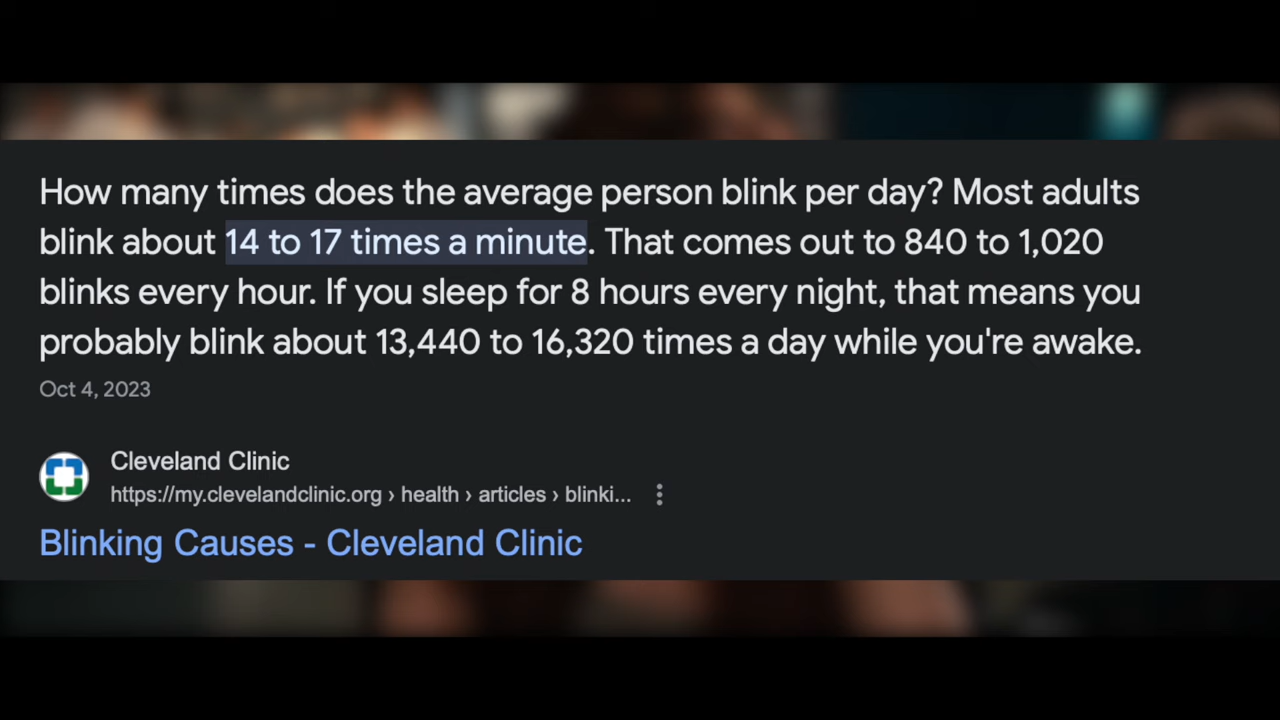 How many times does the average person blink per day? Most adults
blink about 14 to 17 times a minute. That comes out to 840 to 1,020
blinks every hour. If you sleep for 8 hours every night, that means you
probably blink about 13,440 to 16,320 times a day while you're awake.
Oct 4, 2023
Cleveland Clinic
https://my.clevelandclinic.org › health › articles › blinki...
Blinking Causes - Cleveland Clinic